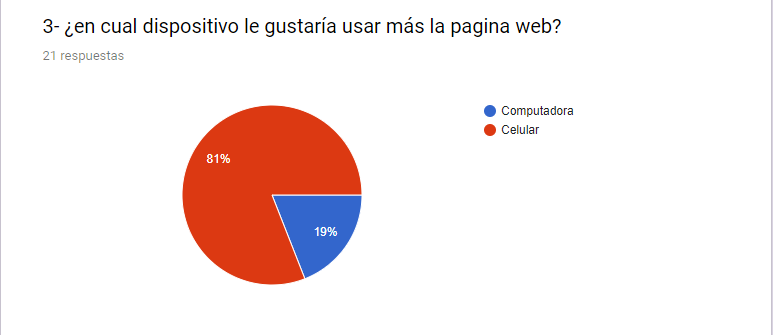 3- ¿en cual dispositivo le gustaría usar más la pagina web?
21 respuestas
Computadora
Celular
81%
19%